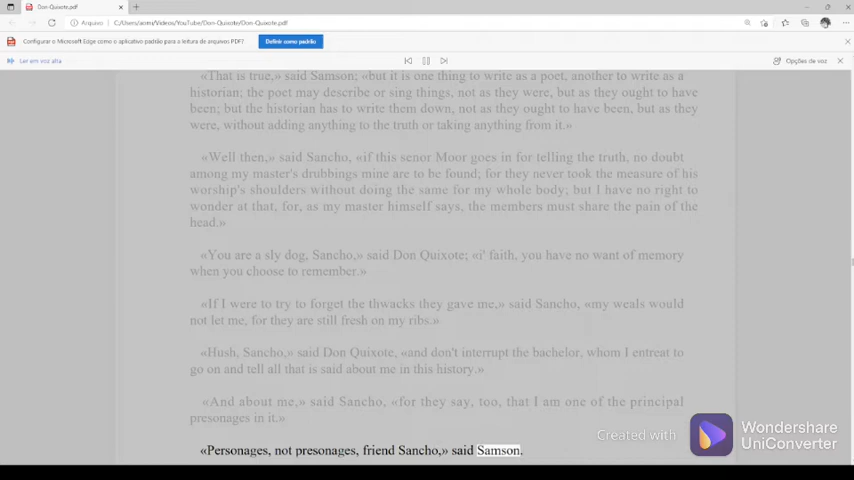 Don-Quixote.pdf
Arquivo
C:/Users/acrm/Videos/YouTube/Don-Quixote/Don-Quixote.pdf
Configurar o Microsoft Edge como o aplicativo padrão para a leitura de arquivos PDF?
Definir como padrão
Ler em voz alta
Opções de voz
«That is true,» said Samson; «but it is one thing to write as a poet, another to write as a
historian; the poet may describe or sing things, not as they were, but as they ought to have
been; but the historian has to write them down, not as they ought to have been, but as they
were, without adding anything to the truth or taking anything from it.»
«Well then,» said Sancho, «if this senor Moor goes in for telling the truth, no doubt
among my master's drubbings mine are to be found; for they never took the measure of his
worship's shoulders without doing the same for my whole body; but I have no right to
wonder at that, for, as my master himself says, the members must share the pain of the
head.»
«You are a sly dog, Sancho,» said Don Quixote; «i' faith, you have no want of memory
when you choose to remember.»
«If I were to try to forget the thwacks they gave me,» said Sancho, «my weals would
not let me, for they are still fresh on my ribs.»
«Hush, Sancho,» said Don Quixote, «and don't interrupt the bachelor, whom I entreat to
go on and tell all that is said about me in this history.»
«And about me,» said Sancho, «for they say, too, that I am one of the principal
presonages in it.»
«Personages, not presonages, friend Sancho,» said Samson.
Created with
Wondershare
UniConverter